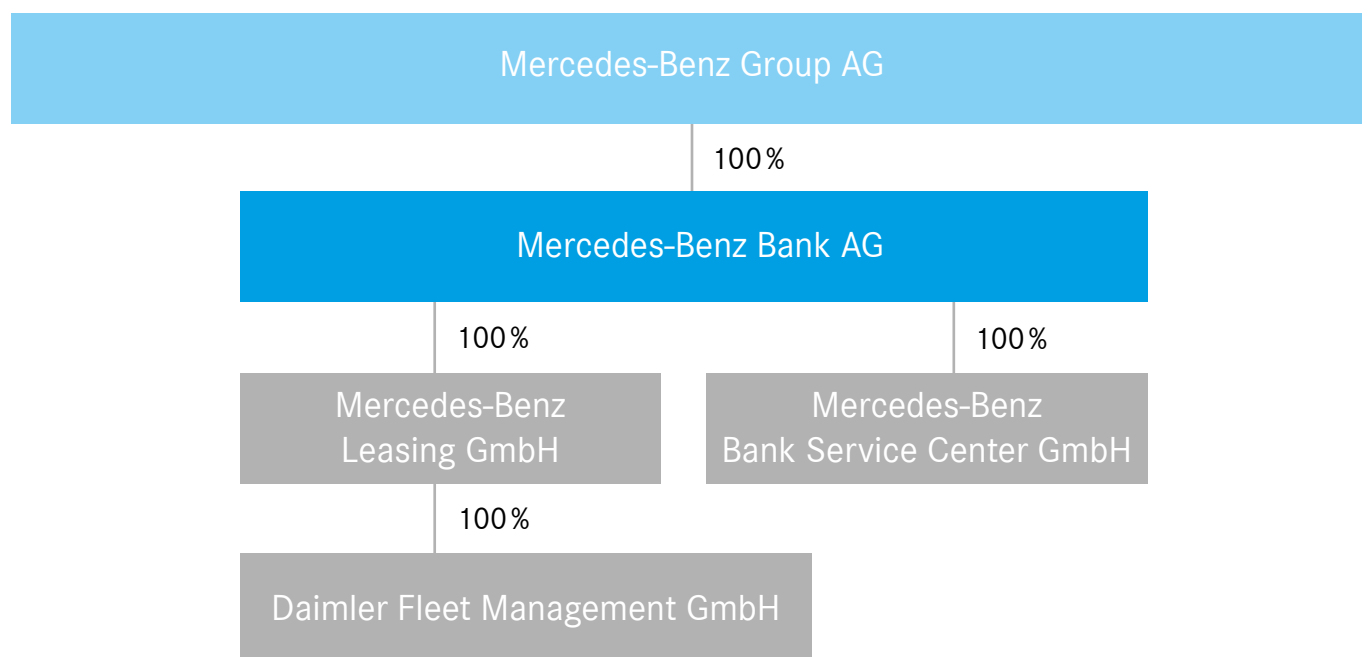 Mercedes-Benz Group AG
100%
Mercedes-Benz Bank AG
100%
100%
Mercedes-Benz
Leasing GmbH
Mercedes-Benz
Bank Service Center GmbH
100%
Daimler Fleet Management GmbH